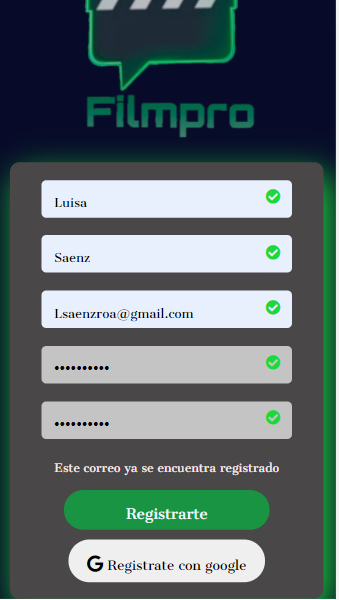 Filmpro
Luisa
Saenz
Lsaenzroa@gmail.com
••••••••••
••••••••••
Este correo ya se encuentra registrado
Registrarte
G Registrate con google